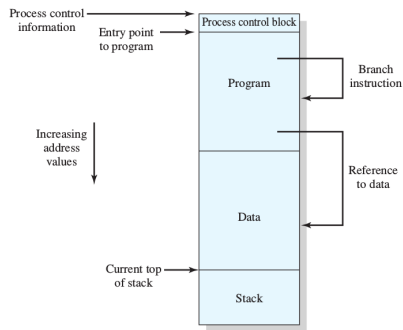 Process control
information
Process control block
Entry point
to program
Program
Branch
instruction
Increasing
address
values
Reference
to data
Data
Current top
of stack
Stack